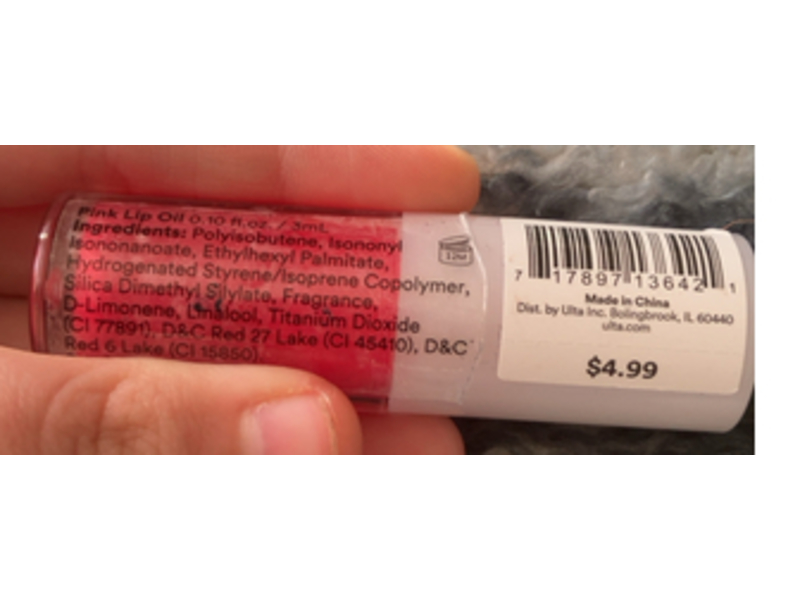 Pink Lip Oil 0.10 fl.oz. / 3mL
Ingredients: Polyisobutene, Isononyl
Isononanoate, Ethylhexyl Palmitate,
Hydrogenated Styrene/Isoprene Copolymer,
Silica Dimethyl Silylate, Fragrance,
D-Limonene, Linalool, Titanium Dioxide
(CI 77891), D&C Red 27 Lake (CI 45410), D&C
Red 6 Lake (CI 15850).
12M
7 17897 13642 1
Made in China
Dist. by Ulta Inc. Bolingbrook, IL 60440
ulta.com
$4.99